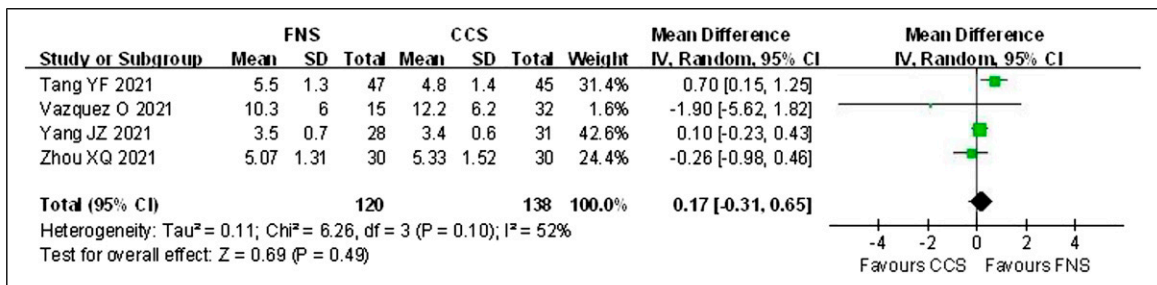 FNS CCS Mean Difference Mean Difference
Study or Subgroup Mean SD Total Mean SD Total Weight IV, Random, 95% CI IV, Random, 95% CI
Tang YF 2021 5.5 1.3 47 4.8 1.4 45 31.4% 0.70 [0.15, 1.25]
Vazquez O 2021 10.3 6 15 12.2 6.2 32 1.6% -1.90 [-5.62, 1.82]
Yang JZ 2021 3.5 0.7 28 3.4 0.6 31 42.6% 0.10 [-0.23, 0.43]
Zhou XQ 2021 5.07 1.31 30 5.33 1.52 30 24.4% -0.26 [-0.98, 0.46]
Total (95% CI) 120 138 100.0% 0.17 [-0.31, 0.65]
Heterogeneity: Tau² = 0.11; Chi² = 6.26, df = 3 (P = 0.10); I² = 52%
Test for overall effect: Z = 0.69 (P = 0.49)
-4 -2 0 2 4
Favours CCS Favours FNS